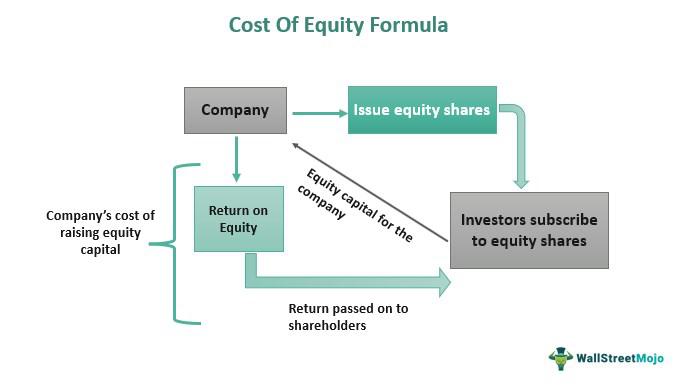 Cost Of Equity Formula
Company
Issue equity shares
Equity capital for the
company
Company's cost of
raising equity
capital
Return on
Equity
Investors subscribe
to equity shares
Return passed on to
shareholders
WallStreetMojo